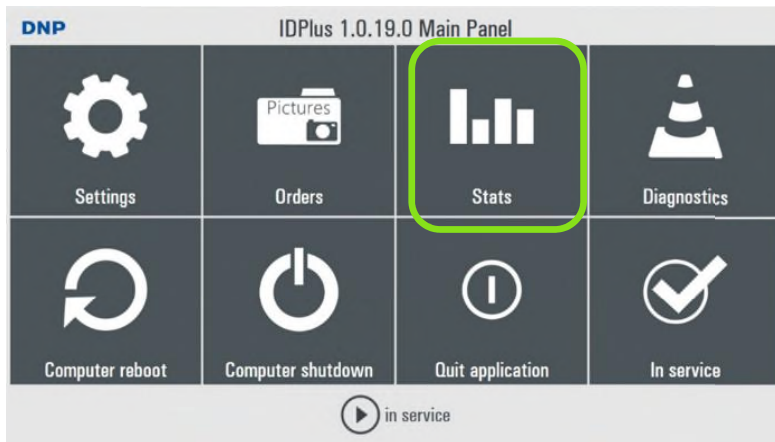 DNP
IDPlus 1.0.19.0 Main Panel
Pictures
Settings
Orders
Stats
Diagnostics
Computer reboot
Computer shutdown
Quit application
In service
in service